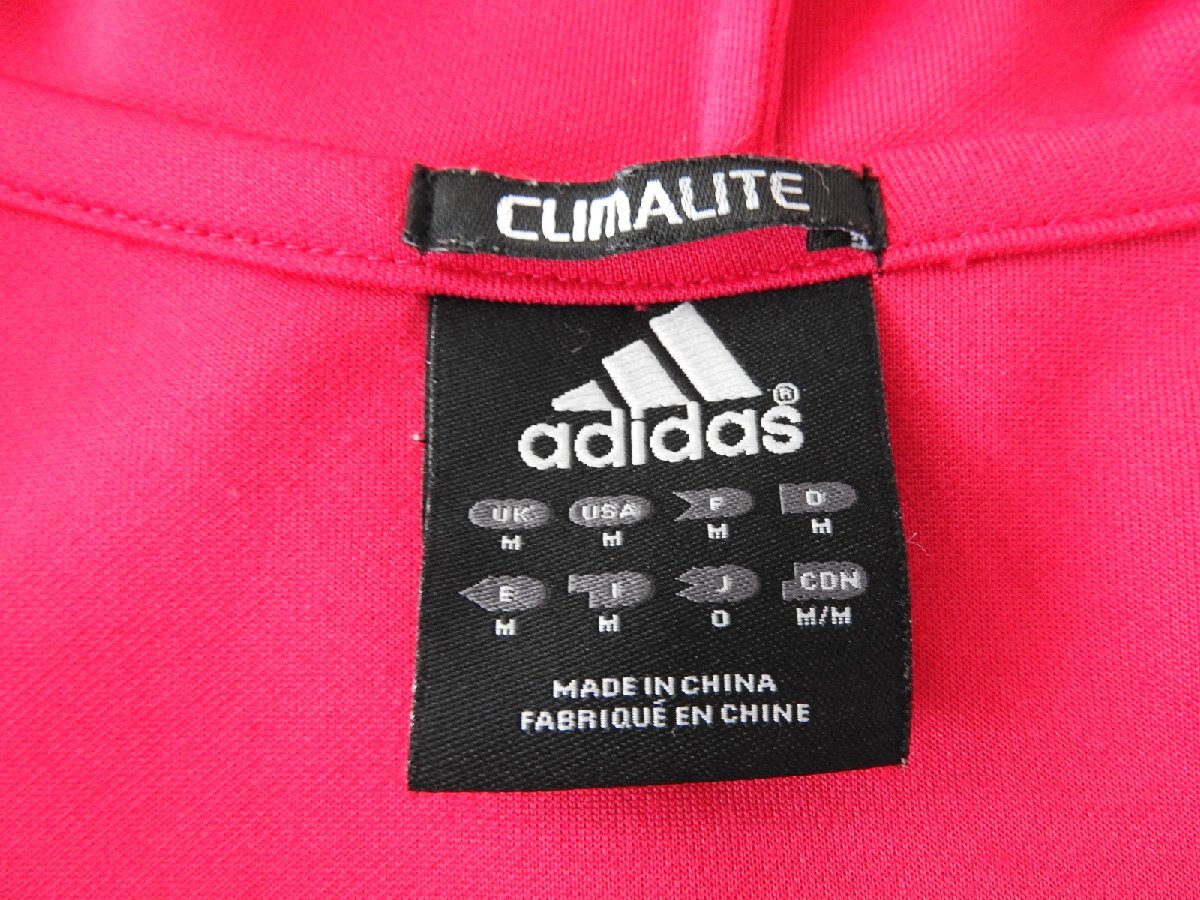 CLIMALITE
adidas®
UK USA F D
M M M M
E I J CDN
M M O M/M
MADE IN CHINA
FABRIQUÉ EN CHINE